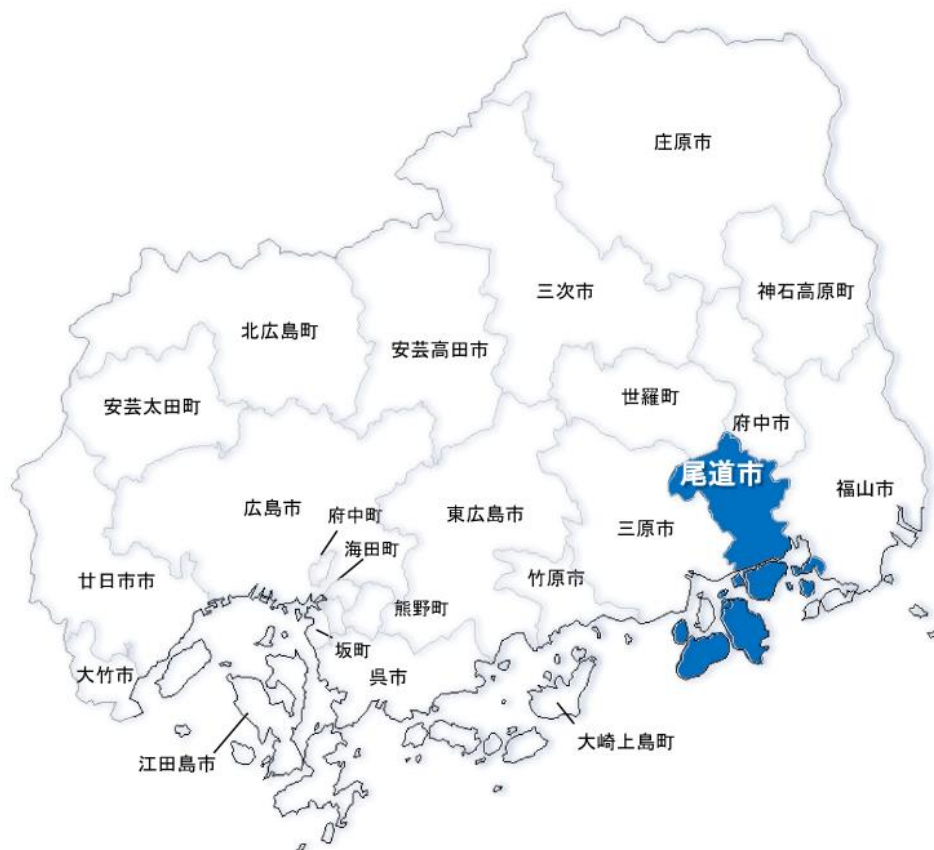 庄原市
三次市
神石高原町
北広島町
安芸高田市
世羅町
安芸太田町
府中市
尾道市
福山市
広島市
府中町
東広島市
三原市
海田町
廿日市市
竹原市
熊野町
坂町
大竹市
呉市
大崎上島町
江田島市